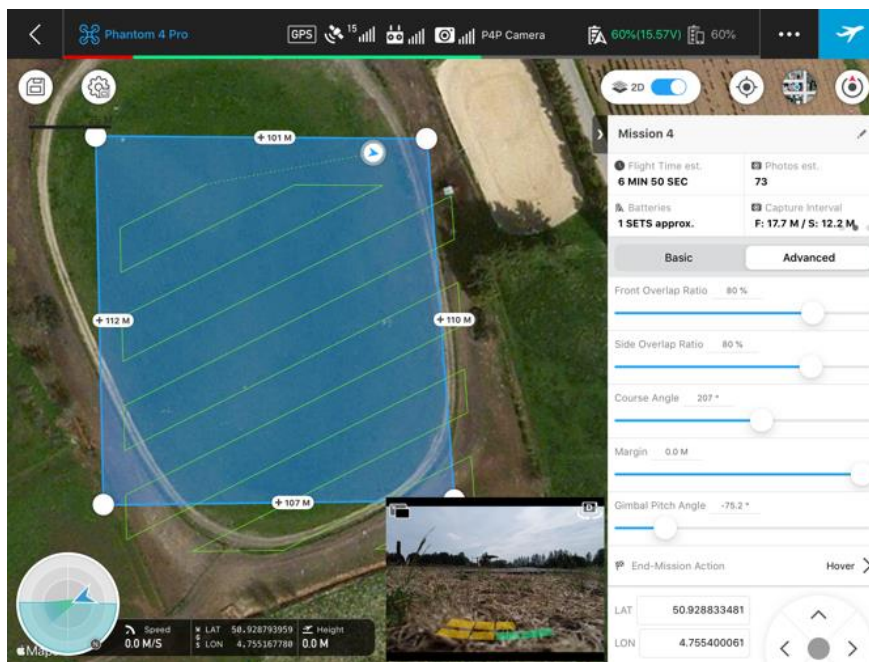 Phantom 4 Pro
GPS
15
P4P Camera
60%(15.57V)
60%
2D
101 M
112 M
110 M
107 M
Mission 4
Flight Time est.
6 MIN 50 SEC
Photos est.
73
Batteries
1 SETS approx.
Capture Interval
F: 17.7 M / S: 12.2 M
Basic
Advanced
Front Overlap Ratio 80 %
Side Overlap Ratio 80 %
Course Angle 207 °
Margin 0.0 M
Gimbal Pitch Angle -75.2 °
End-Mission Action Hover
LAT 50.928833481
LON 4.755400061
Speed
0.0 M/S
WGS
LAT 50.928793959
LON 4.755167780
Height
0.0 M
N
D